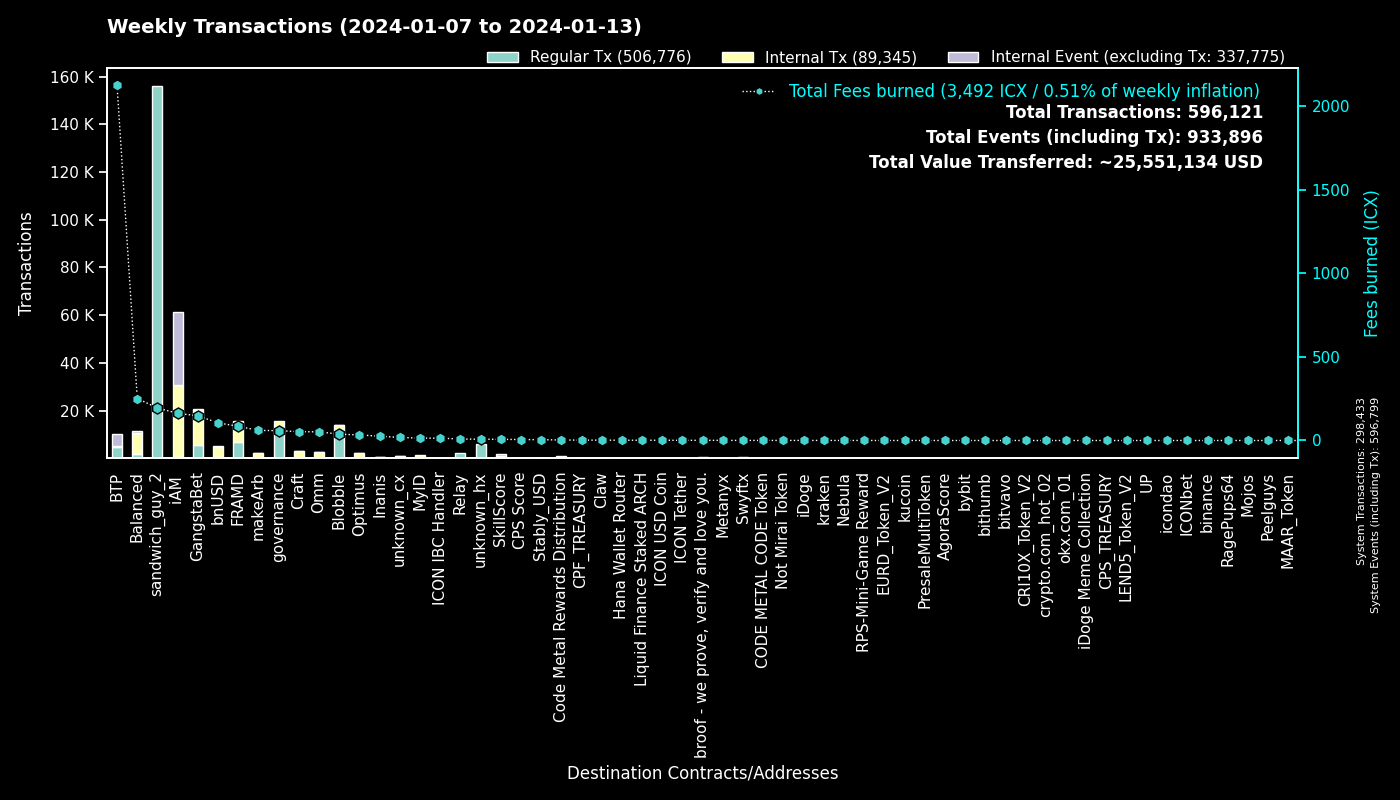 Weekly Transactions (2024-01-07 to 2024-01-13)
Regular Tx (506,776)
Internal Tx (89,345)
Internal Event (excluding Tx: 337,775)
Total Fees burned (3,492 ICX / 0.51% of weekly inflation)
Total Transactions: 596,121
Total Events (including Tx): 933,896
Total Value Transferred: ~25,551,134 USD
Transactions
160 K
140 K
120 K
100 K
80 K
60 K
40 K
20 K
2000
1500
1000
500
0
Fees burned (ICX)
System Transactions: 298,433
System Events (including Tx): 596,799
BTP
Balanced
sandwich_guy_2
iAM
GangstaBet
bnUSD
FRAMD
makeArb
governance
Craft
Omm
Blobble
Optimus
Inanis
unknown_cx
MyID
ICON IBC Handler
Relay
unknown_hx
SkillScore
CPS Score
Stably_USD
Code Metal Rewards Distribution
CPF_TREASURY
Claw
Hana Wallet Router
Liquid Finance Staked ARCH
ICON USD Coin
ICON Tether
broof - we prove, verify and love you.
Metanyx
Swyftx
CODE METAL CODE Token
Not Mirai Token
iDoge
kraken
Nebula
RPS-Mini-Game Reward
EURD_Token_V2
kucoin
PresaleMultiToken
AgoraScore
bybit
bithumb
bitvavo
CRI10X_Token_V2
crypto.com_hot_02
okx.com_01
iDoge Meme Collection
CPS_TREASURY
LEND5_Token_V2
UP
icondao
ICONbet
binance
RagePups64
Mojos
Peelguys
MAAR_Token
Destination Contracts/Addresses